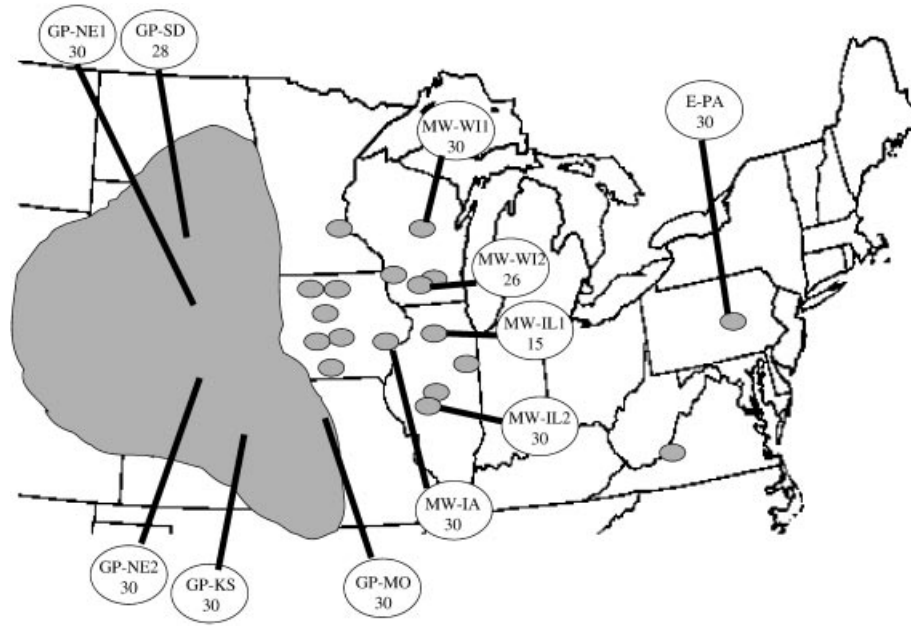 GP-NE1
30
GP-SD
28
MW-WI1
30
E-PA
30
MW-WI2
26
MW-IL1
15
MW-IL2
30
MW-IA
30
GP-NE2
30
GP-KS
30
GP-MO
30